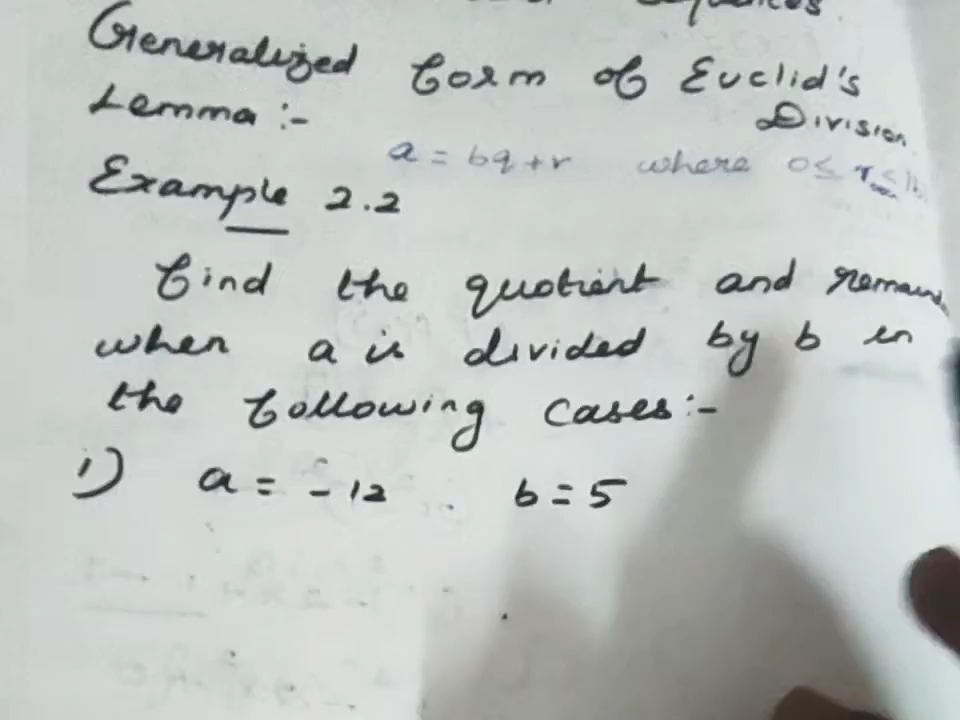 Generalized form of Euclid's
Division
Lemma :-
a = bq + r where 0 ≤ r <
Example 2.2
Find the quotient and
when a is divided by b in
the following cases :-
i) a = -12 b = 5